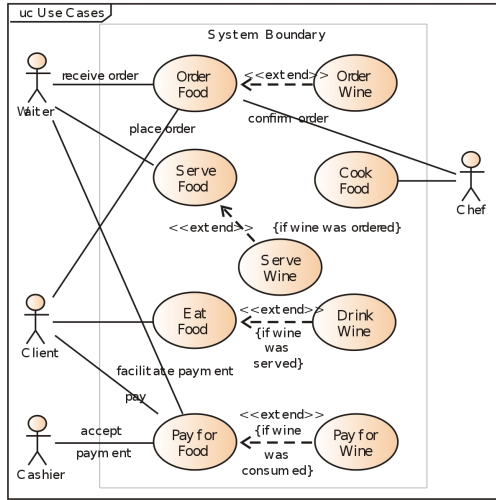 uc Use Cases
System Boundary
receive order
Order
Food
<<extend>>
Order
Wine
Waiter
place order
confirm order
Serve
Food
Cook
Food
Chef
<<extend>>
{if wine was ordered}
Serve
Wine
Eat
Food
<<extend>>
{if wine
was
served}
Drink
Wine
Client
facilitate payment
pay
accept
payment
Pay for
Food
<<extend>>
{if wine
was
consumed}
Pay for
Wine
Cashier